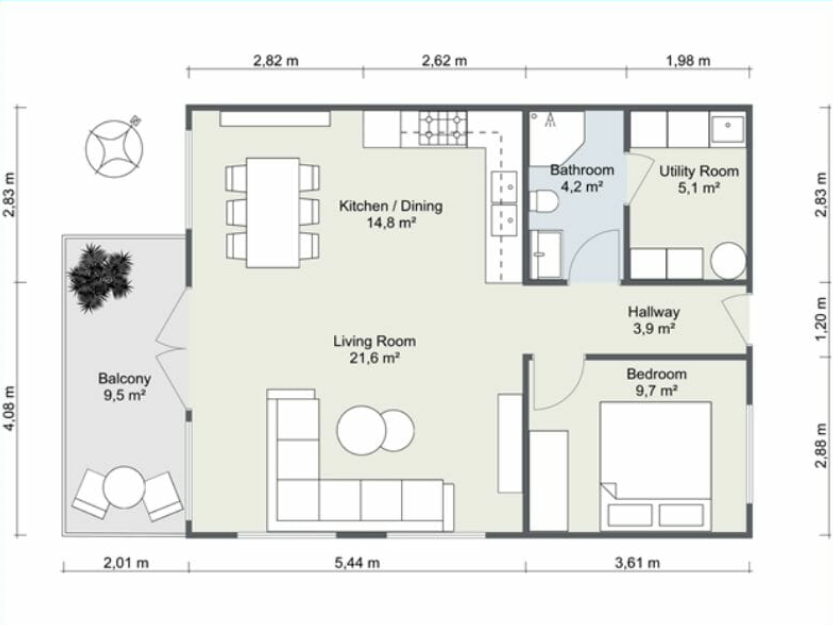 2,82 m
2,62 m
1,98 m
N
2,83 m
2,83 m
Bathroom
4,2 m²
Utility Room
5,1 m²
Kitchen / Dining
14,8 m²
Hallway
3,9 m²
1,20 m
Living Room
21,6 m²
Balcony
9,5 m²
Bedroom
9,7 m²
4,08 m
2,88 m
2,01 m
5,44 m
3,61 m